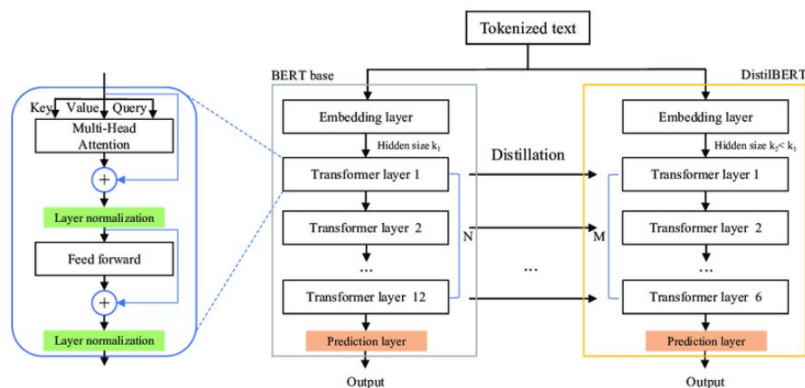 Tokenized text
BERT base
DistilBERT
Key
Value
Query
Multi-Head
Attention
+
Layer normalization
Feed forward
+
Layer normalization
Embedding layer
Hidden size k₁
Transformer layer 1
Transformer layer 2
...
Transformer layer 12
Prediction layer
Output
N
Distillation
...
M
Embedding layer
Hidden size k₂< k₁
Transformer layer 1
Transformer layer 2
...
Transformer layer 6
Prediction layer
Output